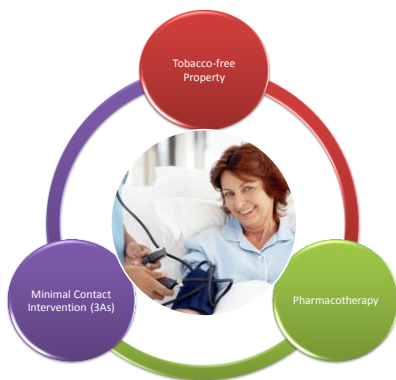 Tobacco-free
Property
Minimal Contact
Intervention (3As)
Pharmacotherapy